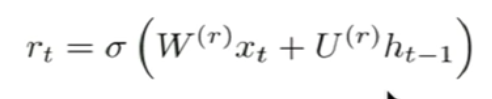 r_t = σ ( W^{(r)} x_t + U^{(r)} h_{t−1} )